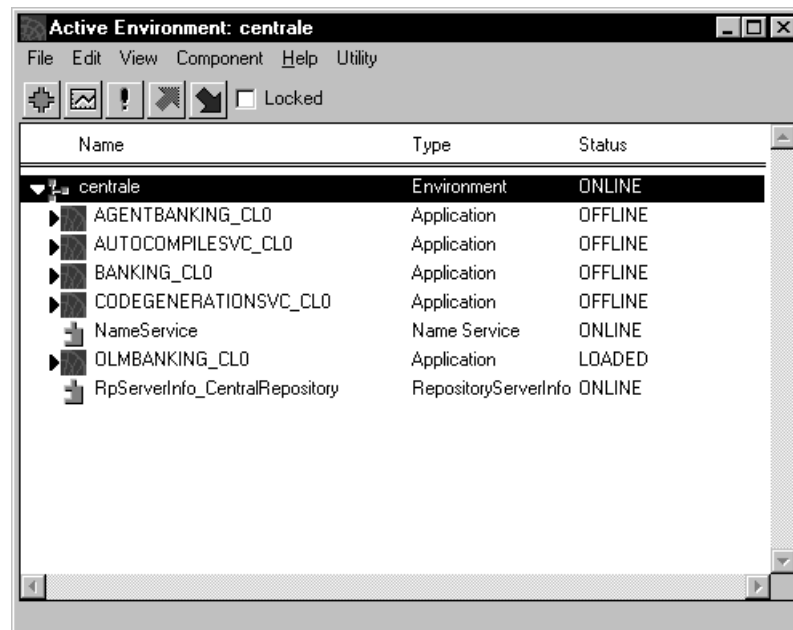 Active Environment: centrale
File Edit View Component Help Utility
Locked
Name Type Status
centrale Environment ONLINE
AGENTBANKING_CL0 Application OFFLINE
AUTOCOMPILESVC_CL0 Application OFFLINE
BANKING_CL0 Application OFFLINE
CODEGENERATIONSVC_CL0 Application OFFLINE
NameService Name Service ONLINE
OLMBANKING_CL0 Application LOADED
RpServerInfo_CentralRepository RepositoryServerInfo ONLINE